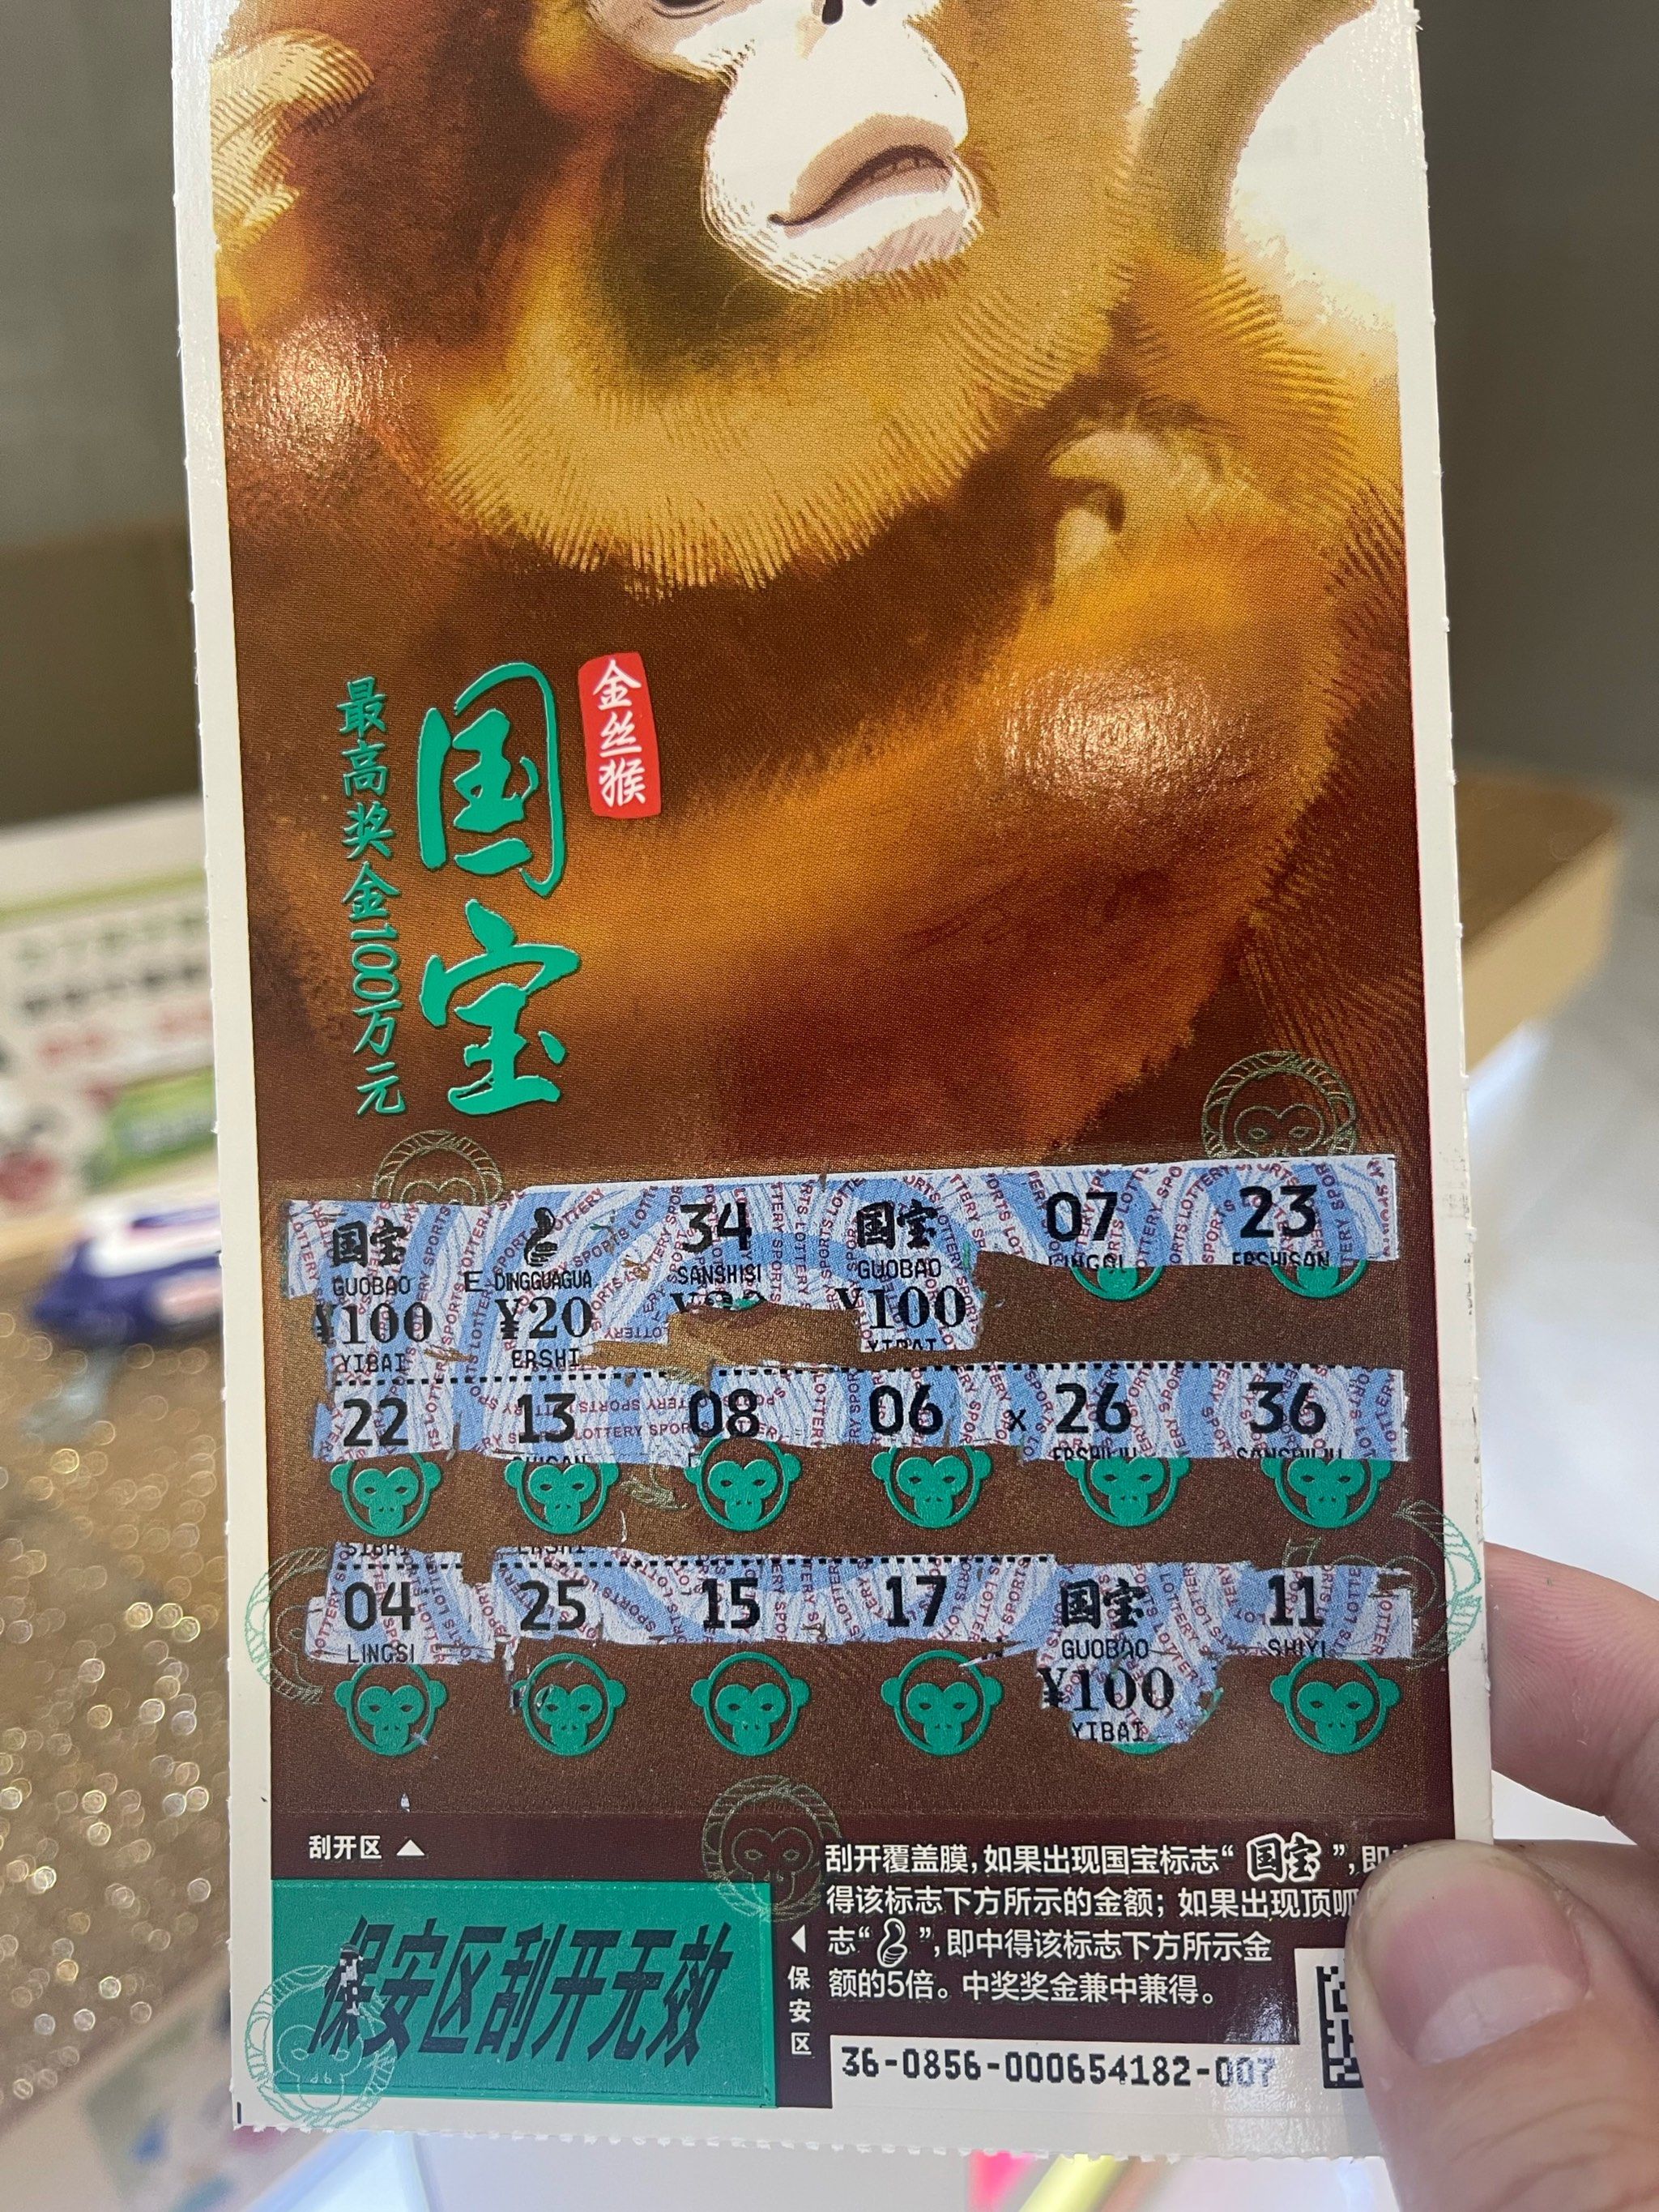 金丝猴
国宝
最高奖金100万元
国宝 34 国宝 07 23
GUOBAO DINGGUAGUA SANSHISI GUOBAO LINGQI ERSHISAN
¥100 ¥20 ¥100
YIBAI ERSHI YIBAI
22 13 08 06 26 36
04 25 15 17 国宝 11
LINGSI GUOBAO SHIYI
¥100
YIBAI
刮开区
保安区刮开无效
保安区
刮开覆盖膜，如果出现国宝标志“国宝”，即
得该标志下方所示的金额；如果出现顶呱
志“ ”，即中得该标志下方所示金
额的5倍。中奖奖金兼中兼得。
36-0856-000654182-007